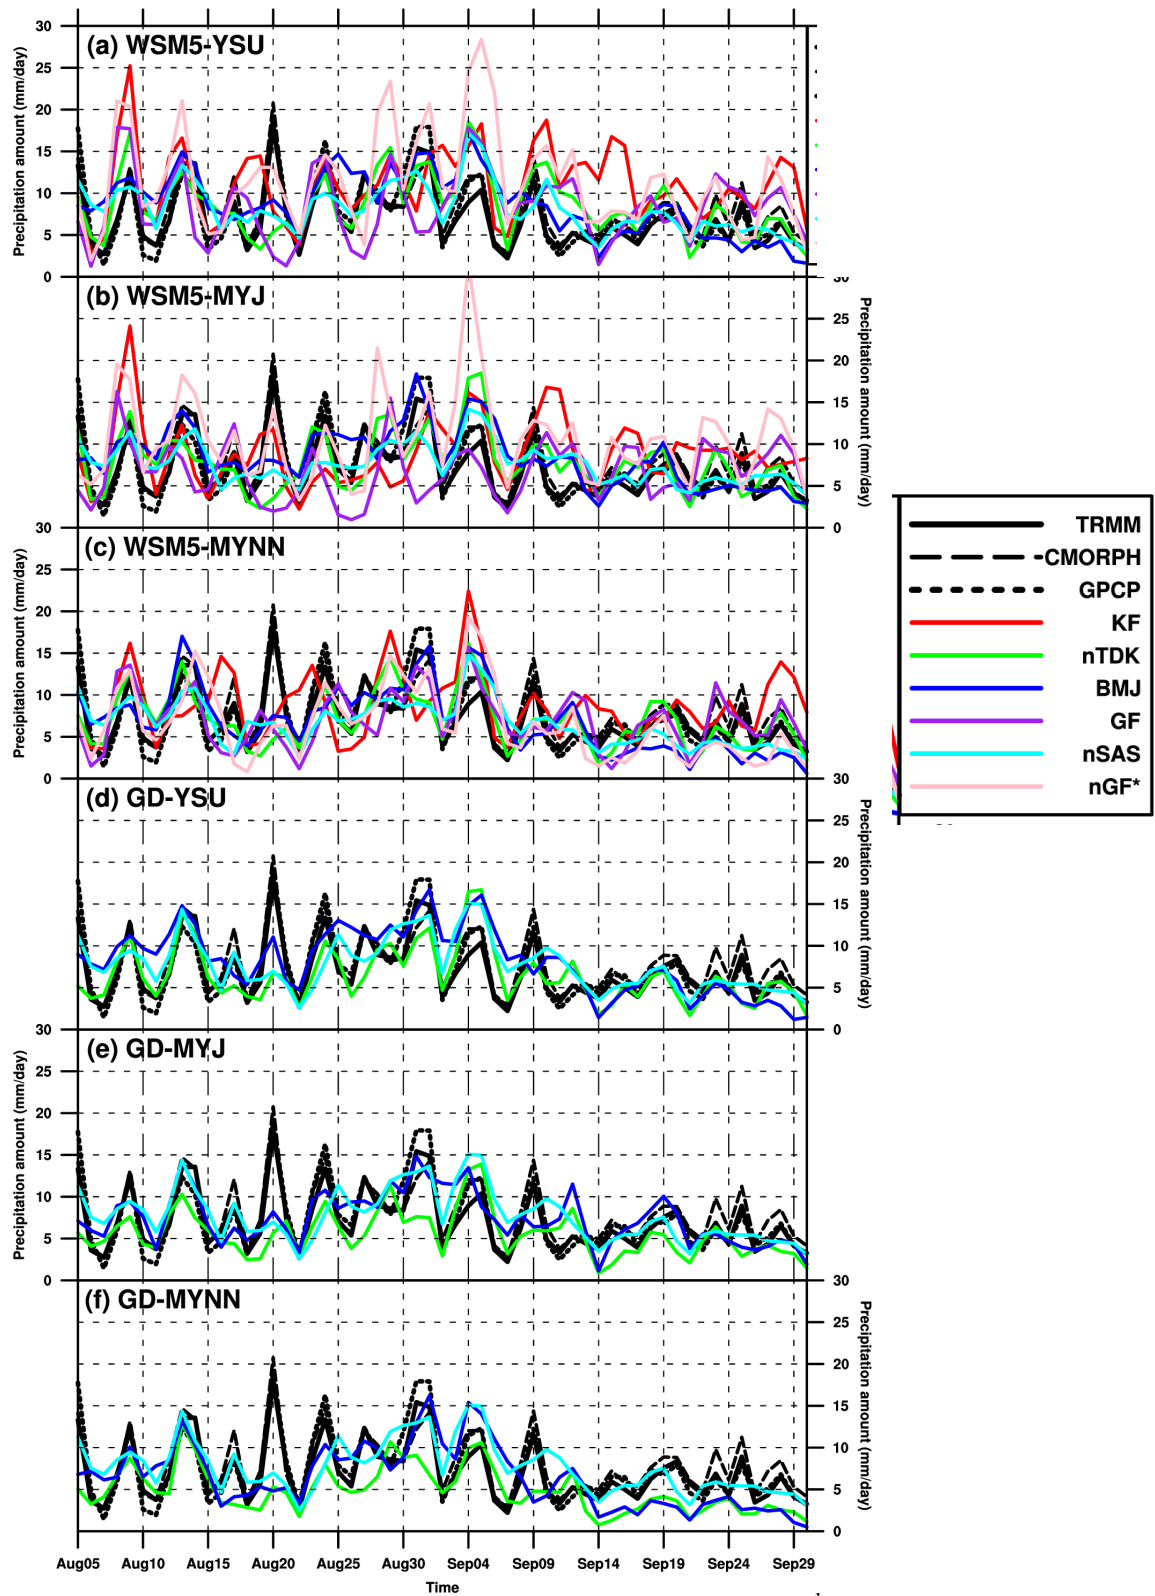 (a) WSM5-YSU
Precipitation amount (mm/day)
30
25
20
15
10
5
0
(b) WSM5-MYJ
Precipitation amount (mm/day)
30
25
20
15
10
5
0
(c) WSM5-MYNN
Precipitation amount (mm/day)
30
25
20
15
10
5
0
(d) GD-YSU
Precipitation amount (mm/day)
30
25
20
15
10
5
0
(e) GD-MYJ
Precipitation amount (mm/day)
30
25
20
15
10
5
0
(f) GD-MYNN
Precipitation amount (mm/day)
30
25
20
15
10
5
0
Aug05 Aug10 Aug15 Aug20 Aug25 Aug30 Sep04 Sep09 Sep14 Sep19 Sep24 Sep29
Time
TRMM
CMORPH
GPCP
KF
nTDK
BMJ
GF
nSAS
nGF*